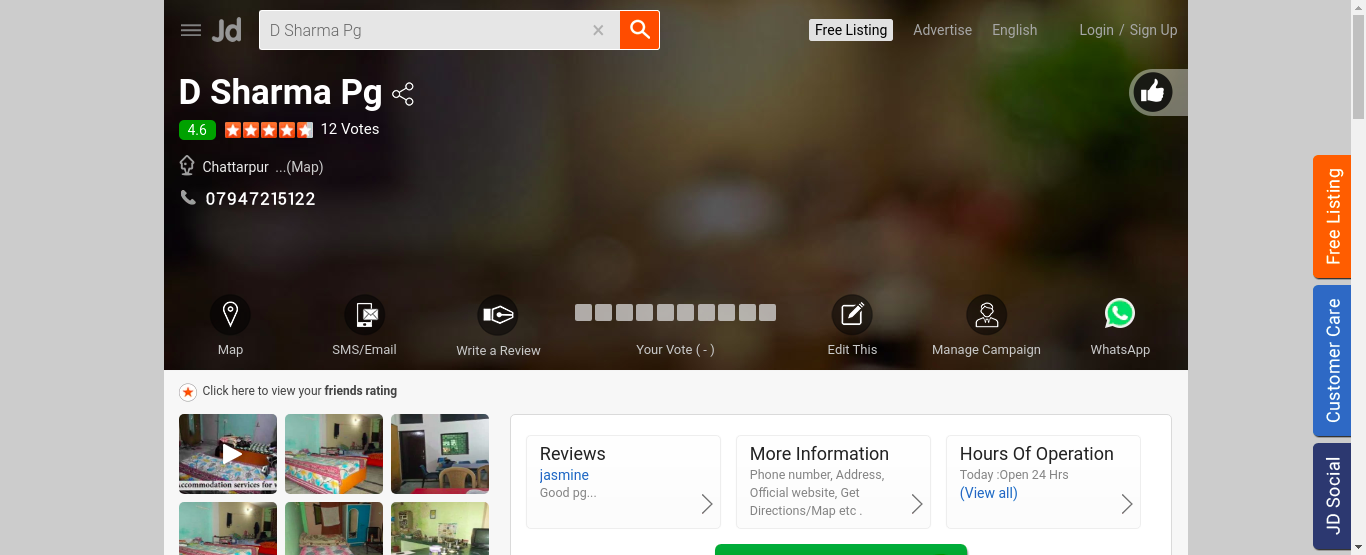 Jd
D Sharma Pg
Free Listing
Advertise
English
Login / Sign Up
D Sharma Pg
4.6
12 Votes
Chattarpur ...(Map)
07947215122
Map
SMS/Email
Write a Review
Your Vote ( - )
Edit This
Manage Campaign
WhatsApp
Click here to view your friends rating
ccommodation services for
Reviews
jasmine
Good pg...
More Information
Phone number, Address,
Official website, Get
Directions/Map etc .
Hours Of Operation
Today :Open 24 Hrs
(View all)
Free Listing
Customer Care
JD Social